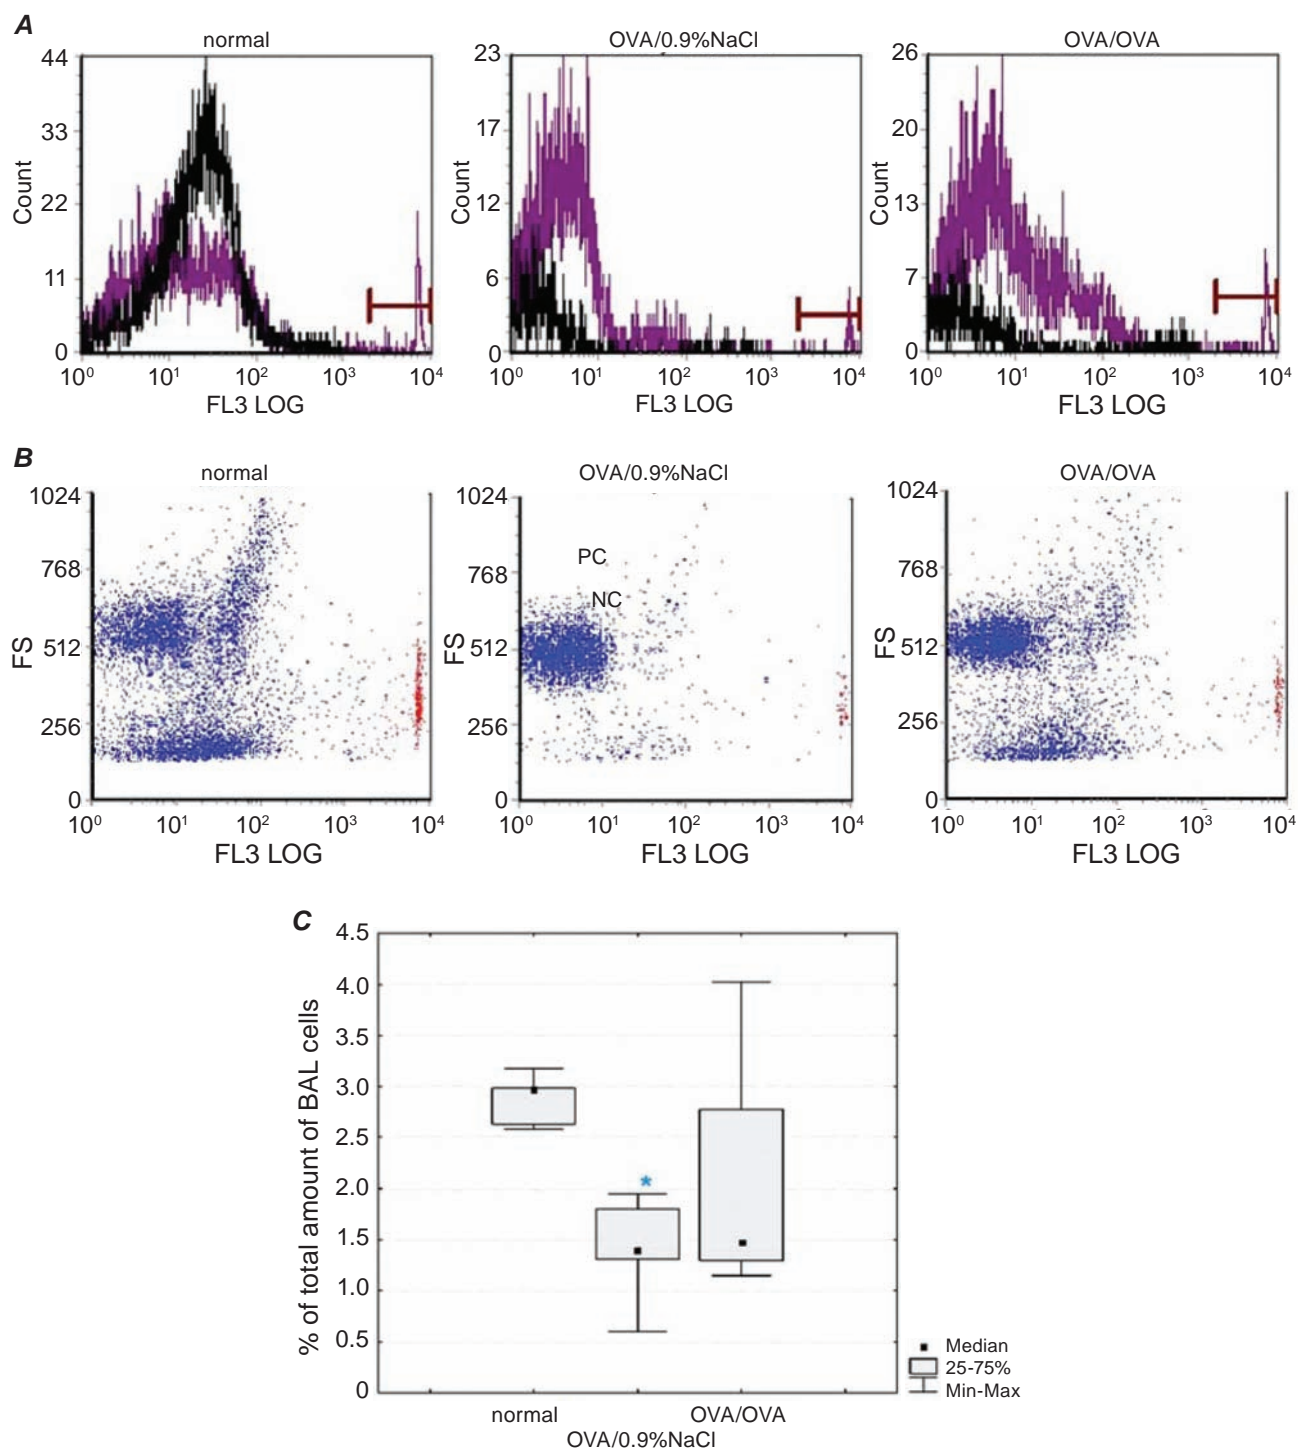 A
normal
OVA/0.9%NaCl
OVA/OVA
44
33
22
11
0
Count
10⁰ 10¹ 10² 10³ 10⁴
FL3 LOG
23
17
12
6
0
Count
10⁰ 10¹ 10² 10³ 10⁴
FL3 LOG
26
20
13
7
0
Count
10⁰ 10¹ 10² 10³ 10⁴
FL3 LOG
B
normal
OVA/0.9%NaCl
OVA/OVA
1024
768
512
256
0
FS
10⁰ 10¹ 10² 10³ 10⁴
FL3 LOG
1024
768
512
256
0
FS
PC
NC
10⁰ 10¹ 10² 10³ 10⁴
FL3 LOG
1024
768
512
256
0
FS
10⁰ 10¹ 10² 10³ 10⁴
FL3 LOG
C
4.5
4.0
3.5
3.0
2.5
2.0
1.5
1.0
0.5
0
% of total amount of BAL cells
*
normal
OVA/0.9%NaCl
OVA/OVA
Median
25-75%
Min-Max